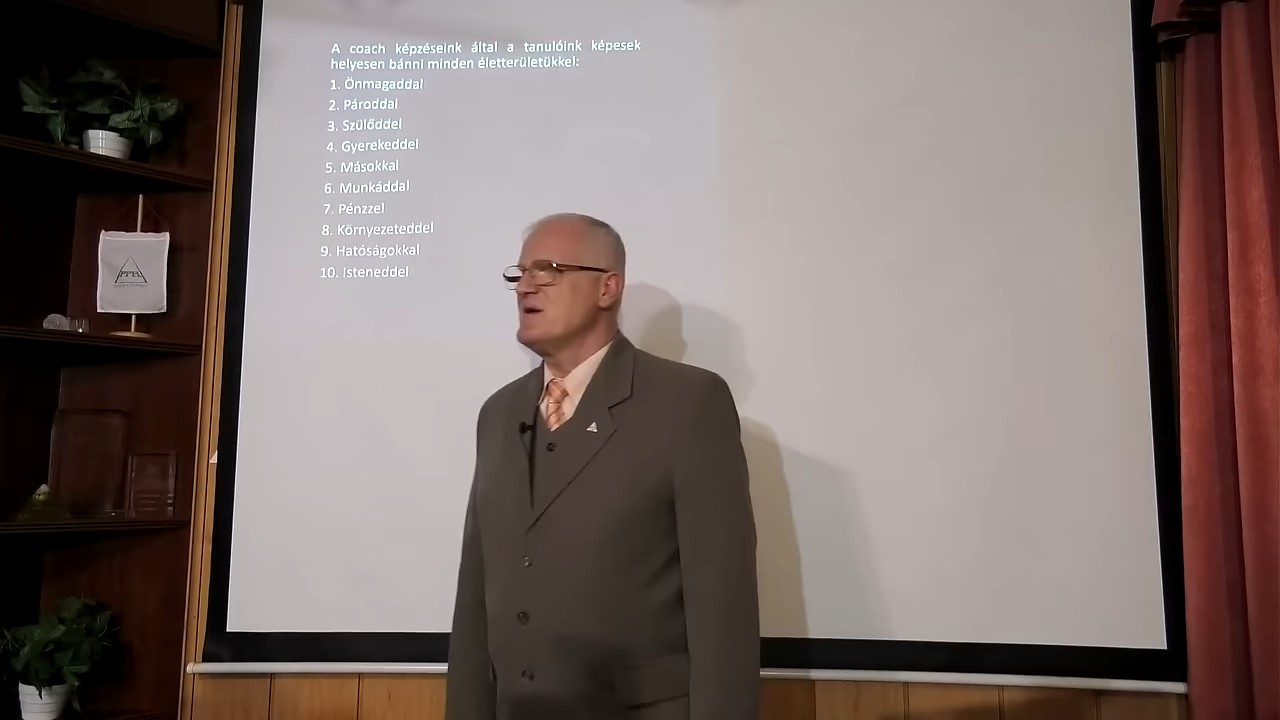 A coach képzéseink által a tanulóink képesek
helyesen bánni minden életterületükkel:
1. Önmagaddal
2. Pároddal
3. Szülőddel
4. Gyerekeddel
5. Másokkal
6. Munkáddal
7. Pénzzel
8. Környezeteddel
9. Hatóságokkal
10. Isteneddel